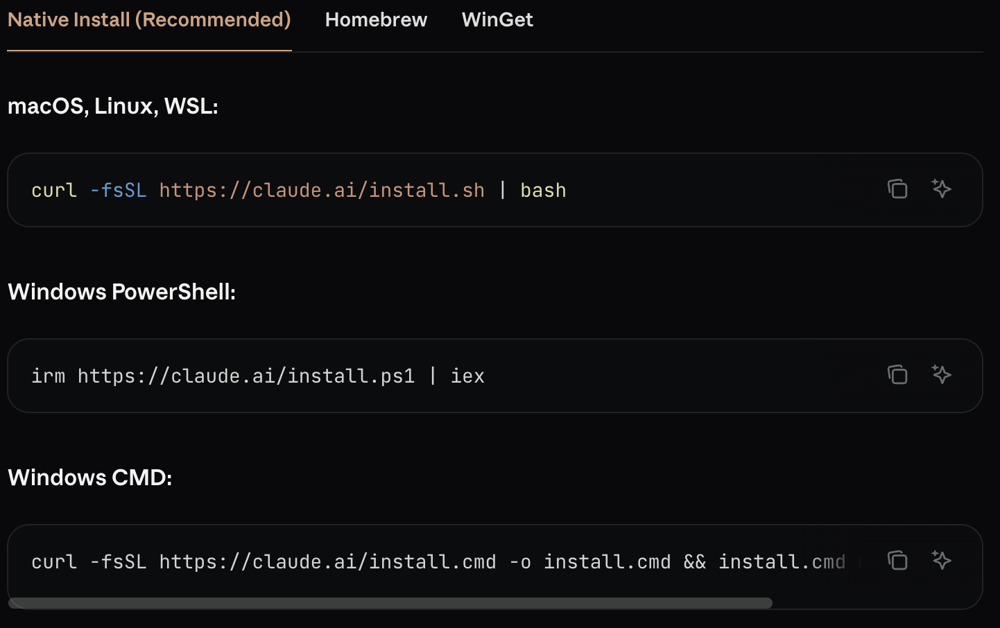 Native Install (Recommended) Homebrew WinGet
macOS, Linux, WSL:
curl -fsSL https://claude.ai/install.sh | bash
Windows PowerShell:
irm https://claude.ai/install.ps1 | iex
Windows CMD:
curl -fsSL https://claude.ai/install.cmd -o install.cmd && install.cmd